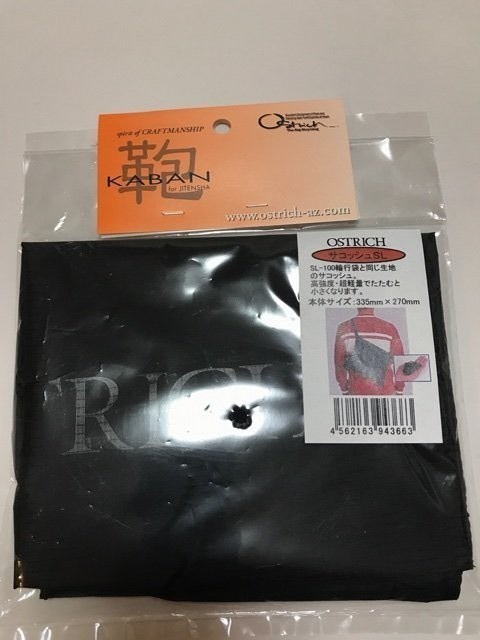 spirit of CRAFTMANSHIP
鞄
KABAN
for JITENSHA
Ostrich
www.ostrich-az.com
OSTRICH
サコッシュSL
SL-100輪行袋と同じ生地
のサコッシュ。
高強度・超軽量でたたむと
小さくなります。
本体サイズ:335mm×270mm
4 562163 943663